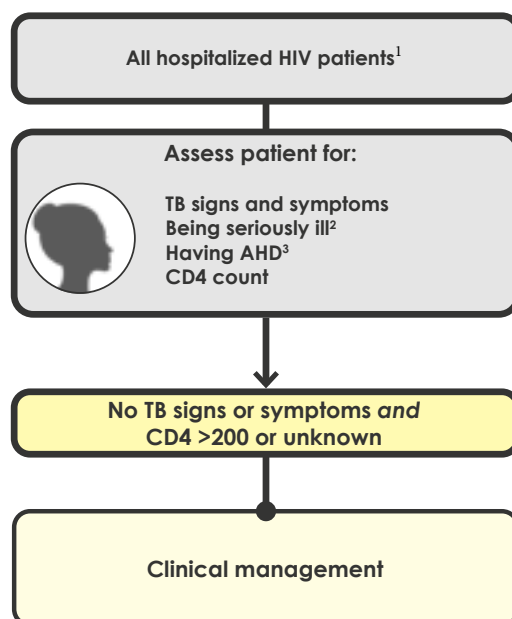 All hospitalized HIV patients¹
Assess patient for:
TB signs and symptoms
Being seriously ill²
Having AHD³
CD4 count
No TB signs or symptoms and
CD4 >200 or unknown
Clinical management